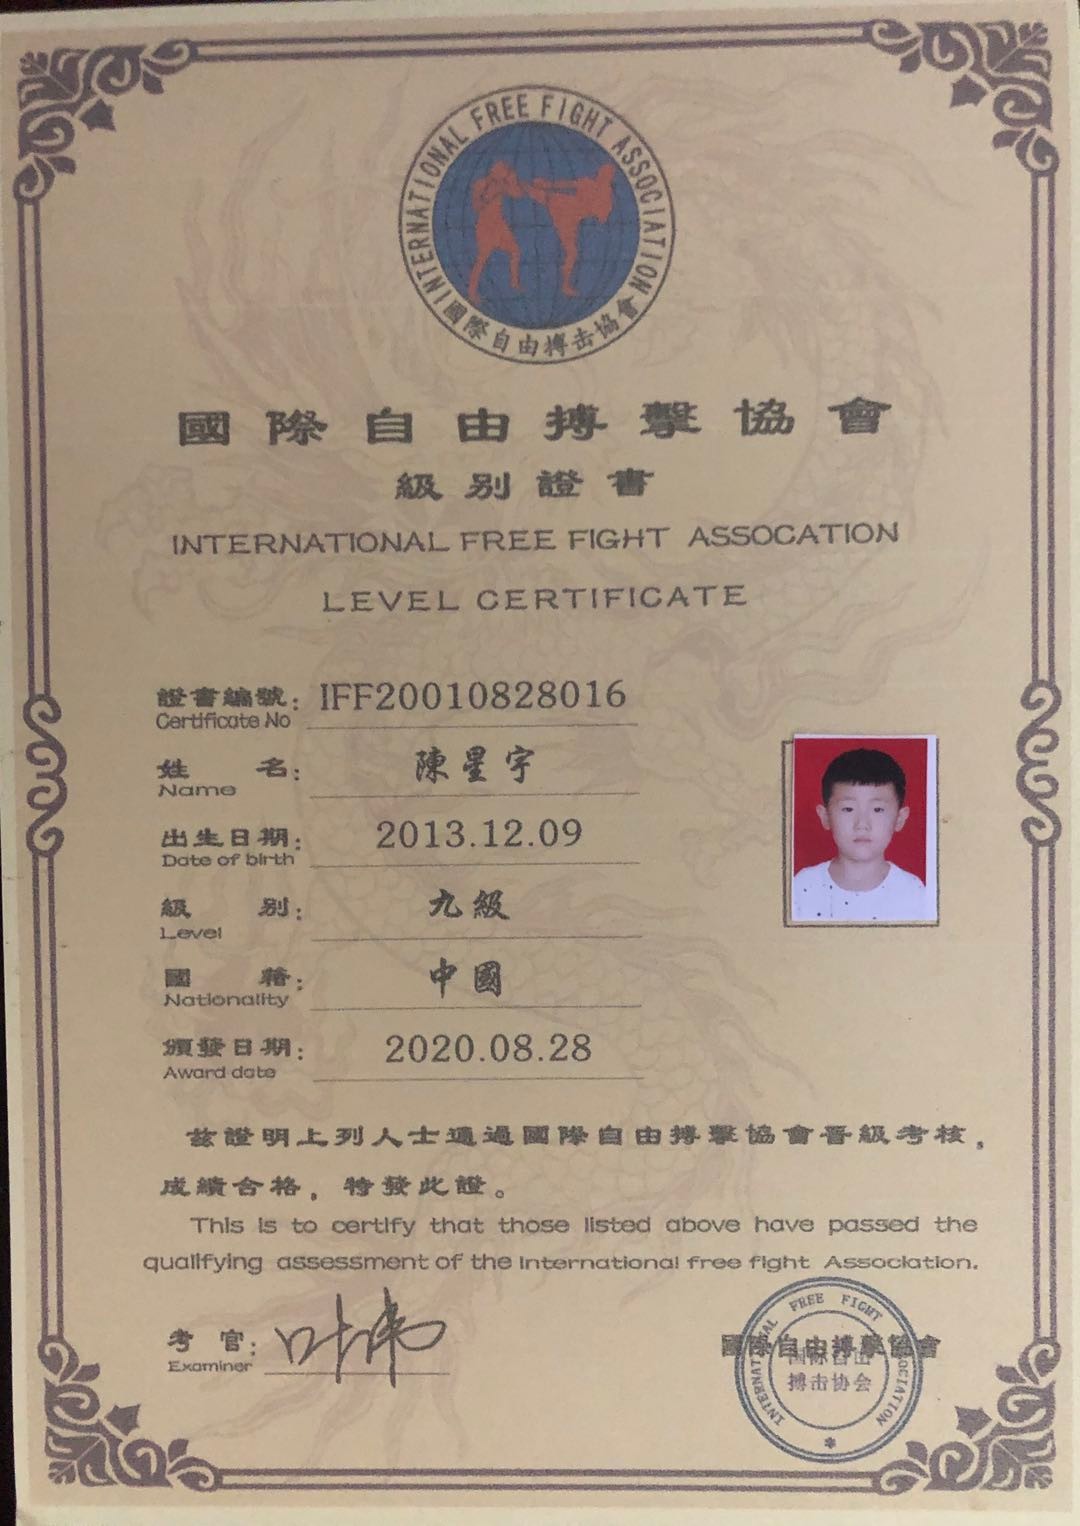 INTERNATIONAL FREE FIGHT ASSOCIATION
國際自由搏击協會
國際自由搏擊協會
級别證書
INTERNATIONAL FREE FIGHT ASSOCATION
LEVEL CERTIFICATE
證書編號: IFF20010828016
Certificate No
姓名: 陳星宇
Name
出生日期: 2013.12.09
Date of birth
級别: 九級
Level
國籍: 中國
Nationality
頒發日期: 2020.08.28
Award date
兹證明上列人士通過國際自由搏擊協會晋級考核，
成績合格，特發此證。
This is to certify that those listed above have passed the
qualifying assessment of the International free fight Association.
考官: 叶伟
Examiner
國際自由搏擊協會
INTERNATIONAL FREE FIGHT ASSOCIATION
国际自由
搏击协会